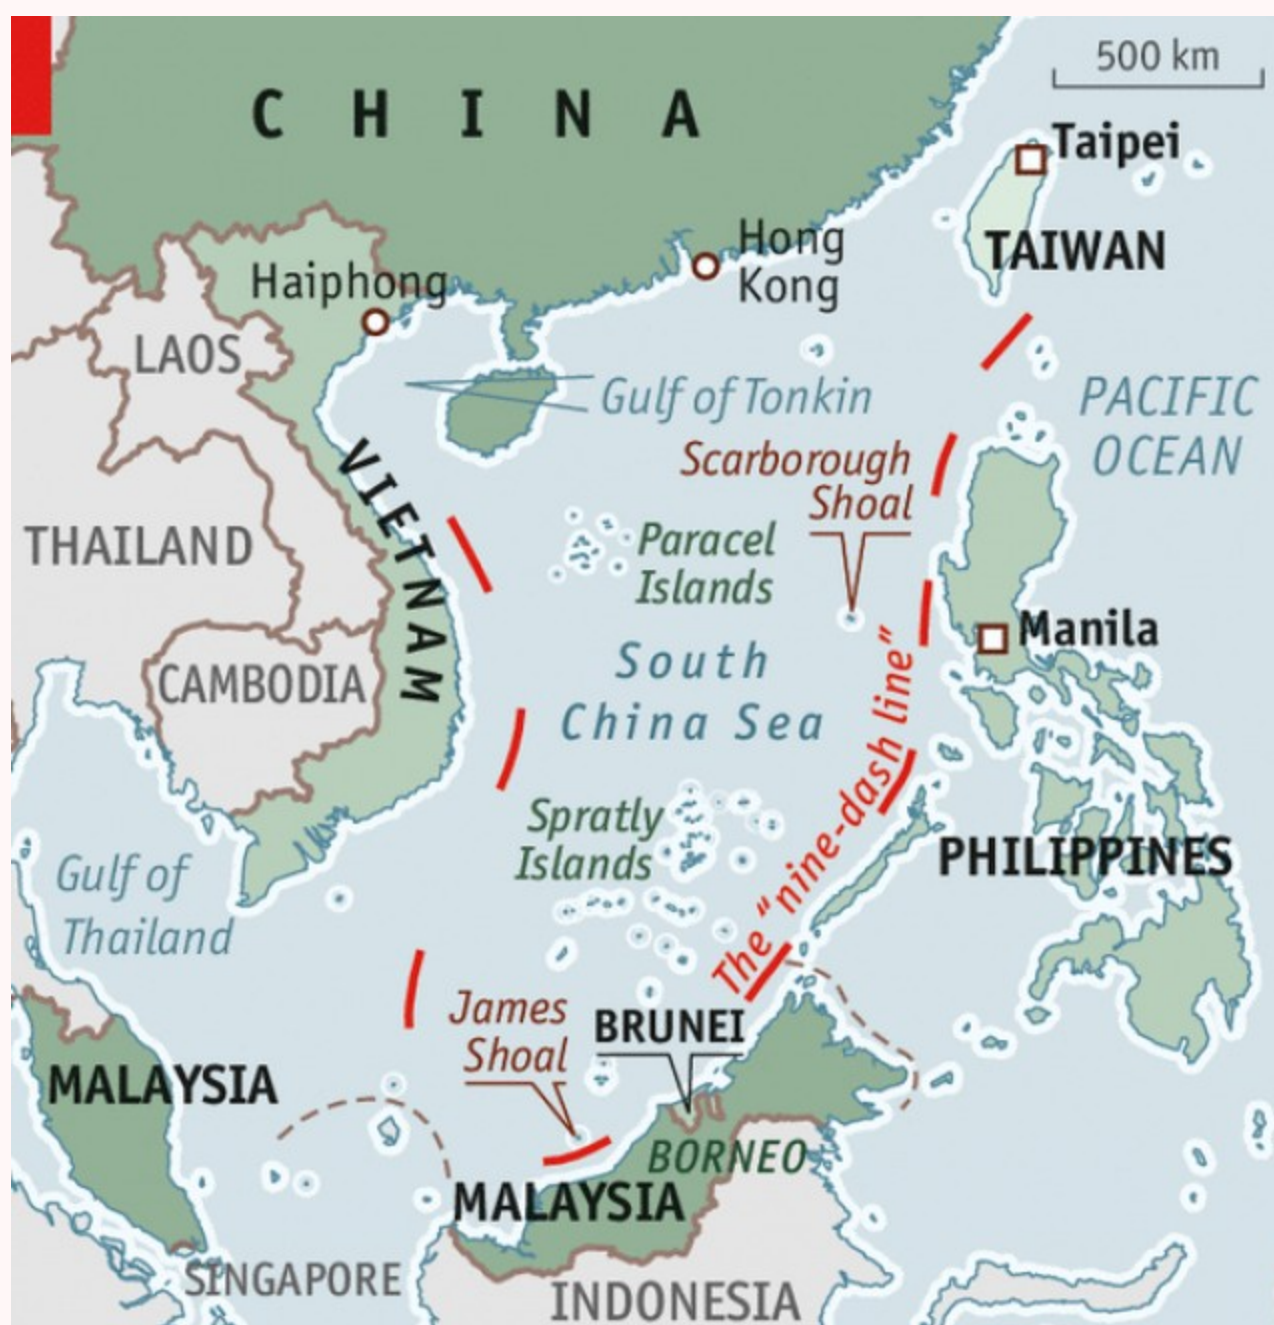 500 km
CHINA
Taipei
TAIWAN
Hong
Kong
Haiphong
LAOS
Gulf of Tonkin
PACIFIC
OCEAN
Scarborough
Shoal
VIETNAM
THAILAND
Paracel
Islands
Manila
South
China Sea
CAMBODIA
The “nine-dash line”
Spratly
Islands
PHILIPPINES
Gulf of
Thailand
James
Shoal
BRUNEI
MALAYSIA
BORNEO
MALAYSIA
SINGAPORE
INDONESIA